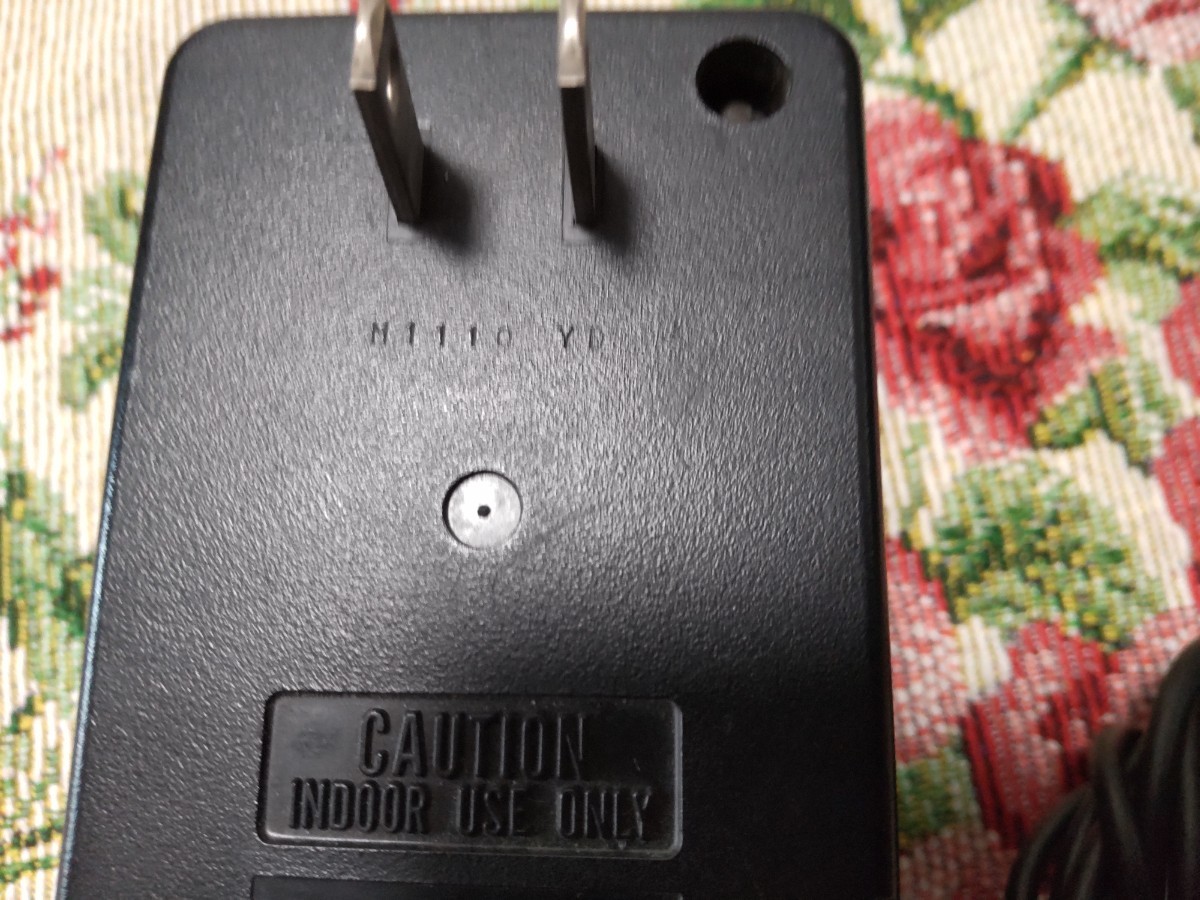 N1110 YD
CAUTION
INDOOR USE ONLY